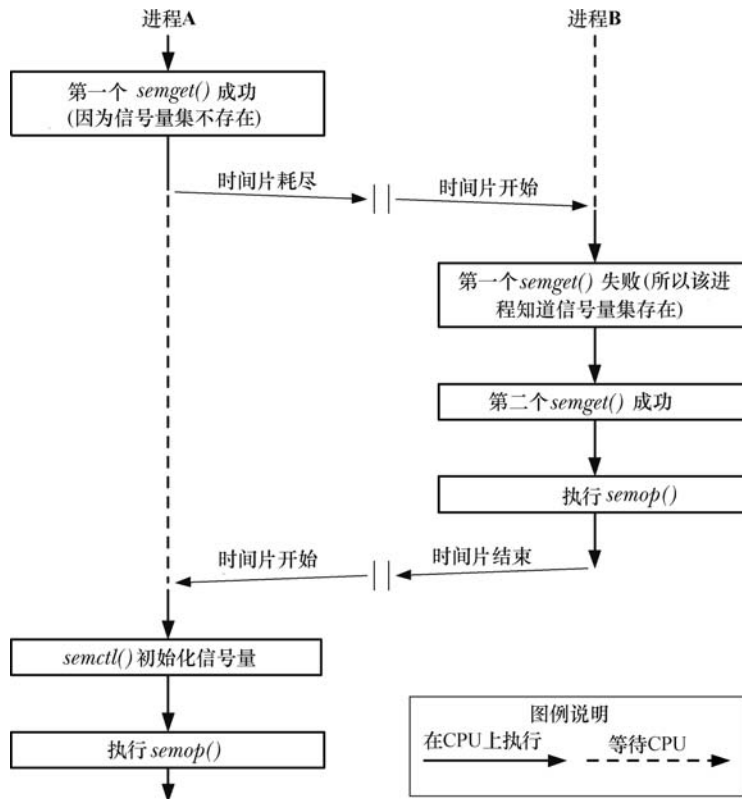 进程A
进程B
第一个 semget() 成功
(因为信号量集不存在)
时间片耗尽
时间片开始
第一个semget() 失败(所以该进
程知道信号量集存在)
第二个semget() 成功
执行 semop()
时间片开始
时间片结束
semctl()初始化信号量
执行 semop()
图例说明
在CPU上执行
等待CPU